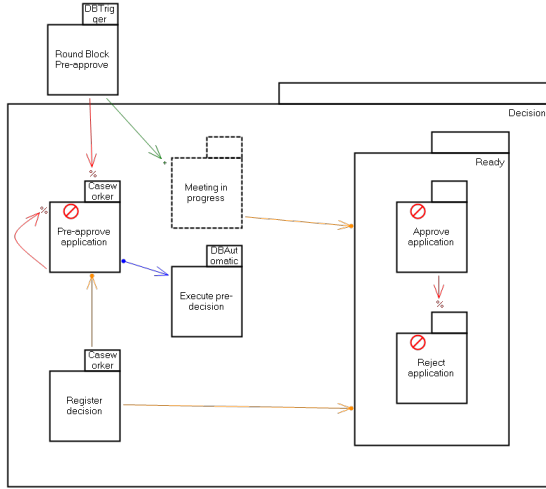 DBTrig
ger
Round Block
Pre-approve
Decision
Ready
Meeting in
progress
%
+
Casew
orker
%
Pre-approve
application
Approve
application
DBAut
omatic
Execute pre-
decision
%
Casew
orker
Register
decision
Reject
application